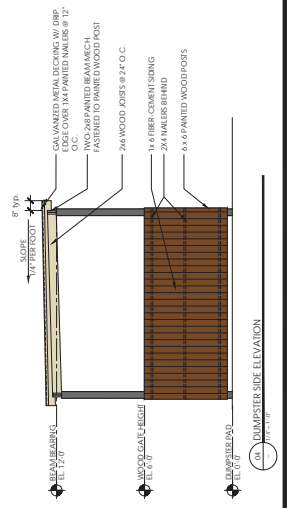 GALVANIZED METAL DECKING W/ DRIP
EDGE OVER 1X4 PAINTED NAILERS @ 12"
O.C.
TWO-2x8 PAINTED BEAM MECH.
FASTENED TO PAINTED WOOD POST
2x6 WOOD JOISTS @ 24" O.C.
1x 6 FIBER-CEMENT SIDING
2X4 NAILERS BEHIND
6 x 6 PAINTED WOOD POSTS
8" typ.
SLOPE
1/4" PER FOOT
BEAM BEARING
EL 12'-0"
WOOD GATE HEIGHT
EL 6'-0"
DUMPSTER PAD
EL 0'-0"
04
DUMPSTER SIDE ELEVATION
1/4" = 1'-0"